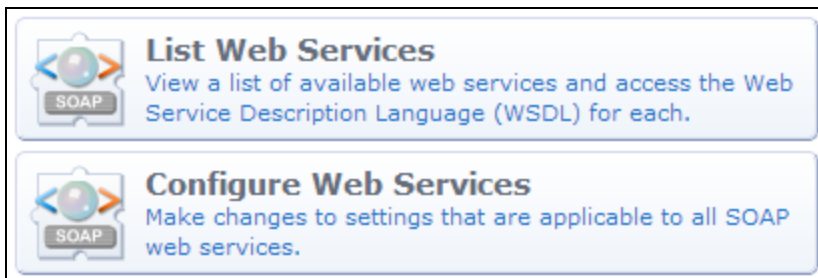 List Web Services
View a list of available web services and access the Web
Service Description Language (WSDL) for each.
SOAP
Configure Web Services
Make changes to settings that are applicable to all SOAP
web services.
SOAP